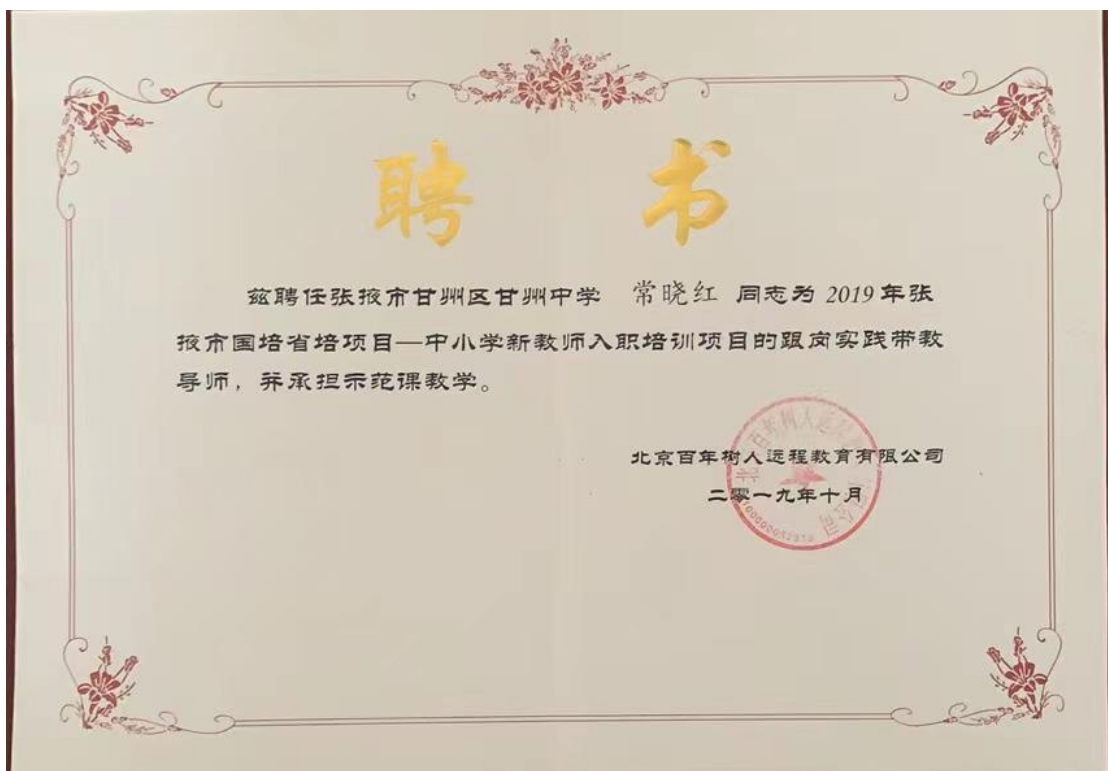 聘 书
兹聘任张掖市甘州区甘州中学 常晓红 同志为 2019 年张
掖市国培省培项目—中小学新教师入职培训项目的跟岗实践带教
导师，并承担示范课教学。
北京百年树人远程教育有限公司
二零一九年十月